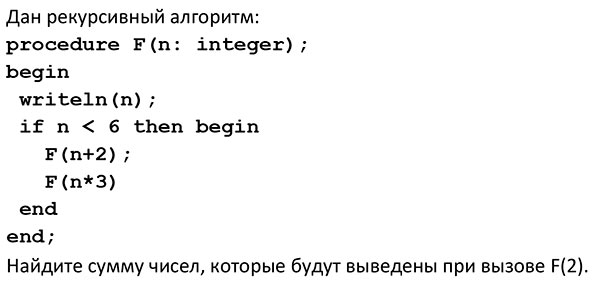 Дан рекурсивный алгоритм:
procedure F(n: integer);
begin
writeln(n);
if n < 6 then begin
F(n+2);
F(n*3)
end
end;
Найдите сумму чисел, которые будут выведены при вызове F(2).